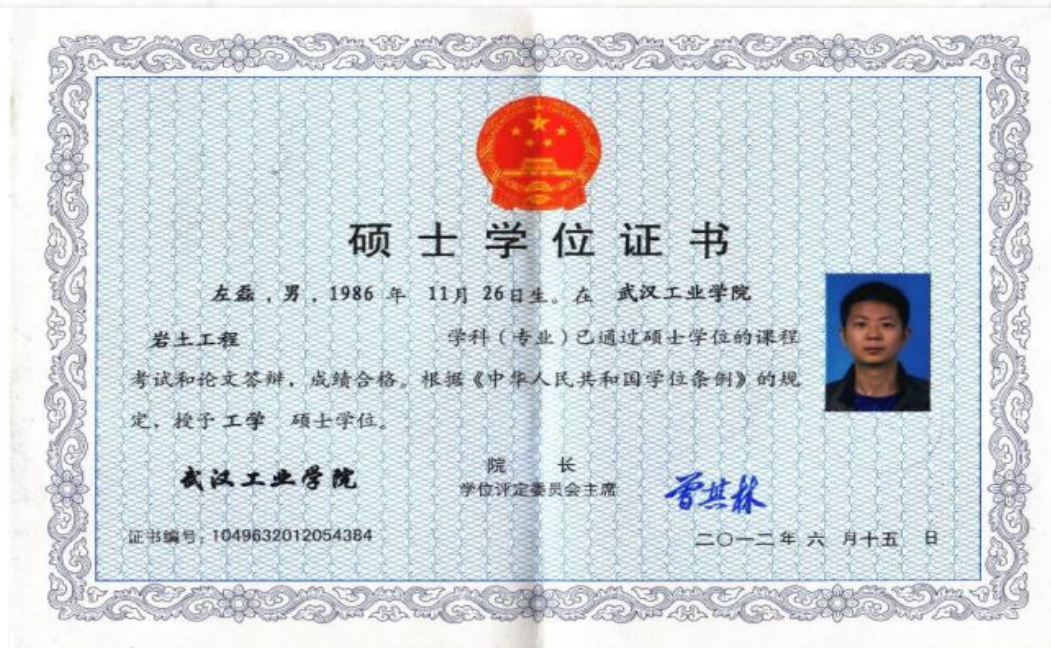 硕士学位证书
左磊，男，1986 年 11月 26日生。在 武汉工业学院
岩土工程 学科（专业）已通过硕士学位的课程
考试和论文答辩，成绩合格。根据《中华人民共和国学位条例》的规
定，授予 工学 硕士学位。
武汉工业学院
院 长
学位评定委员会主席
曾其林
证书编号：1049632012054384
二〇一二年 六 月十五 日